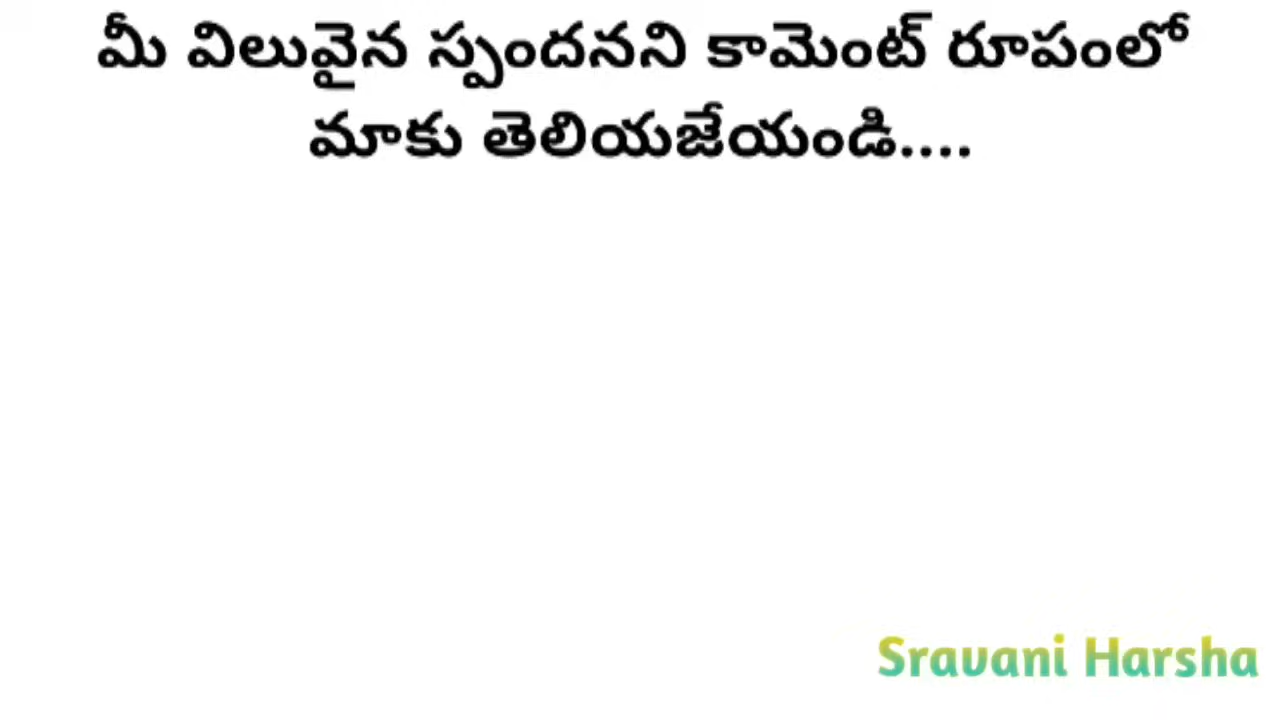 మీ విలువైన స్పందనని కామెంట్ రూపంలో
మాకు తెలియజేయండి....
Sravani Harsha